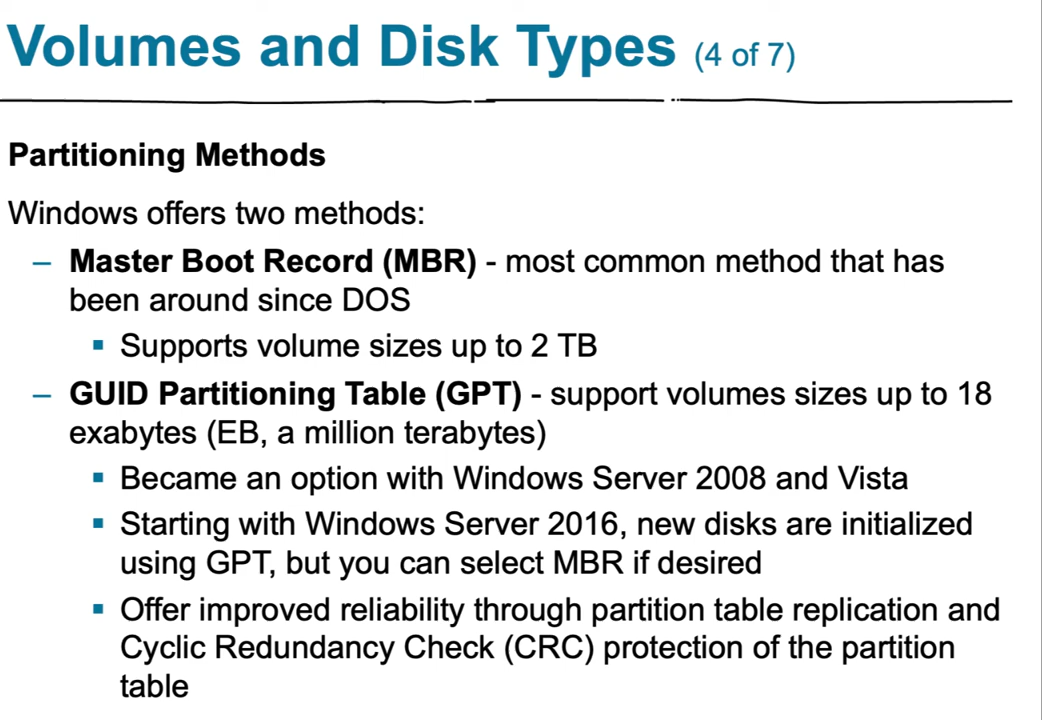 Volumes and Disk Types (4 of 7)
Partitioning Methods
Windows offers two methods:
– Master Boot Record (MBR) - most common method that has
been around since DOS
▪ Supports volume sizes up to 2 TB
– GUID Partitioning Table (GPT) - support volumes sizes up to 18
exabytes (EB, a million terabytes)
▪ Became an option with Windows Server 2008 and Vista
▪ Starting with Windows Server 2016, new disks are initialized
using GPT, but you can select MBR if desired
▪ Offer improved reliability through partition table replication and
Cyclic Redundancy Check (CRC) protection of the partition
table